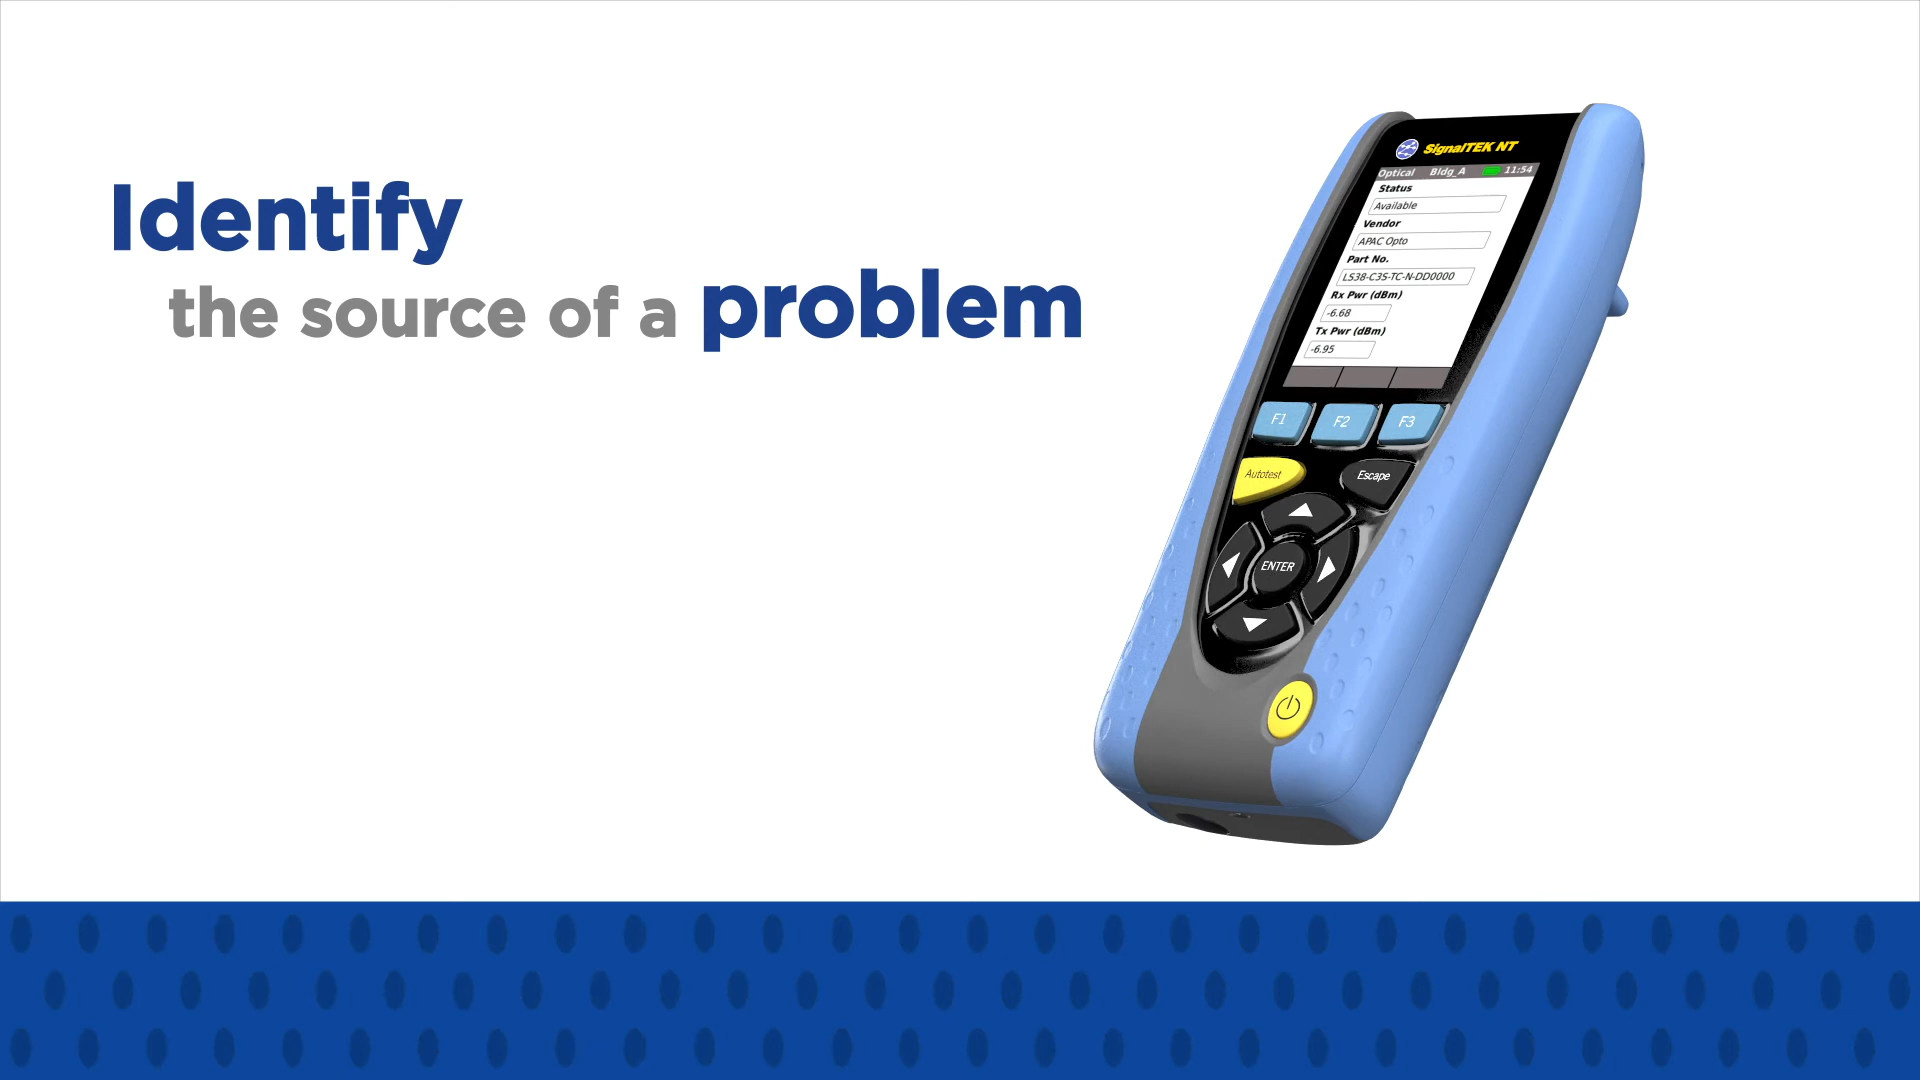 Identify
the source of a problem
SignalTEK NT
Optical Bldg_A 11:54
Status
Available
Vendor
APAC Opto
Part No.
LS38-C3S-TC-N-DD0000
Rx Pwr (dBm)
-6.68
Tx Pwr (dBm)
-6.95
F1 F2 F3
Autotest Escape
ENTER